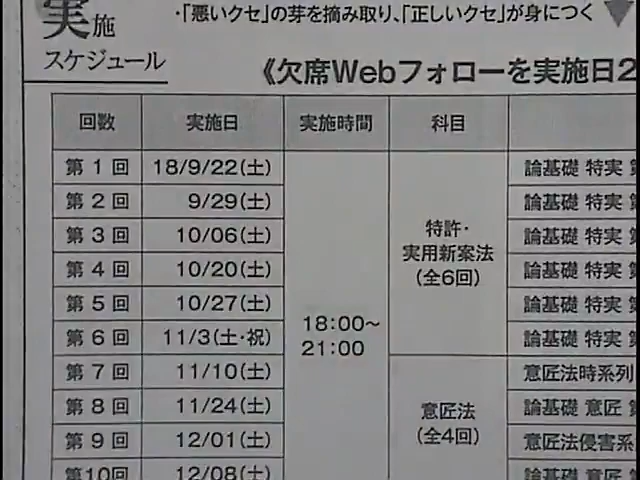 ・「悪いクセ」の芽を摘み取り、「正しいクセ」が身につく
実施
スケジュール
《欠席Webフォローを実施日2
回数 実施日 実施時間 科目
第1回 18/9/22(土) 論基礎 特実
第2回 9/29(土) 論基礎 特実
第3回 10/06(土) 特許・ 論基礎 特実
実用新案法
第4回 10/20(土) (全6回) 論基礎 特実
第5回 10/27(土) 論基礎 特実
第6回 11/3(土・祝) 18:00~ 論基礎 特実
21:00
第7回 11/10(土) 意匠法時系列
第8回 11/24(土) 意匠法 論基礎 意匠
第9回 12/01(土) (全4回) 意匠法侵害系
第10回 12/08(土) 論基礎 意匠